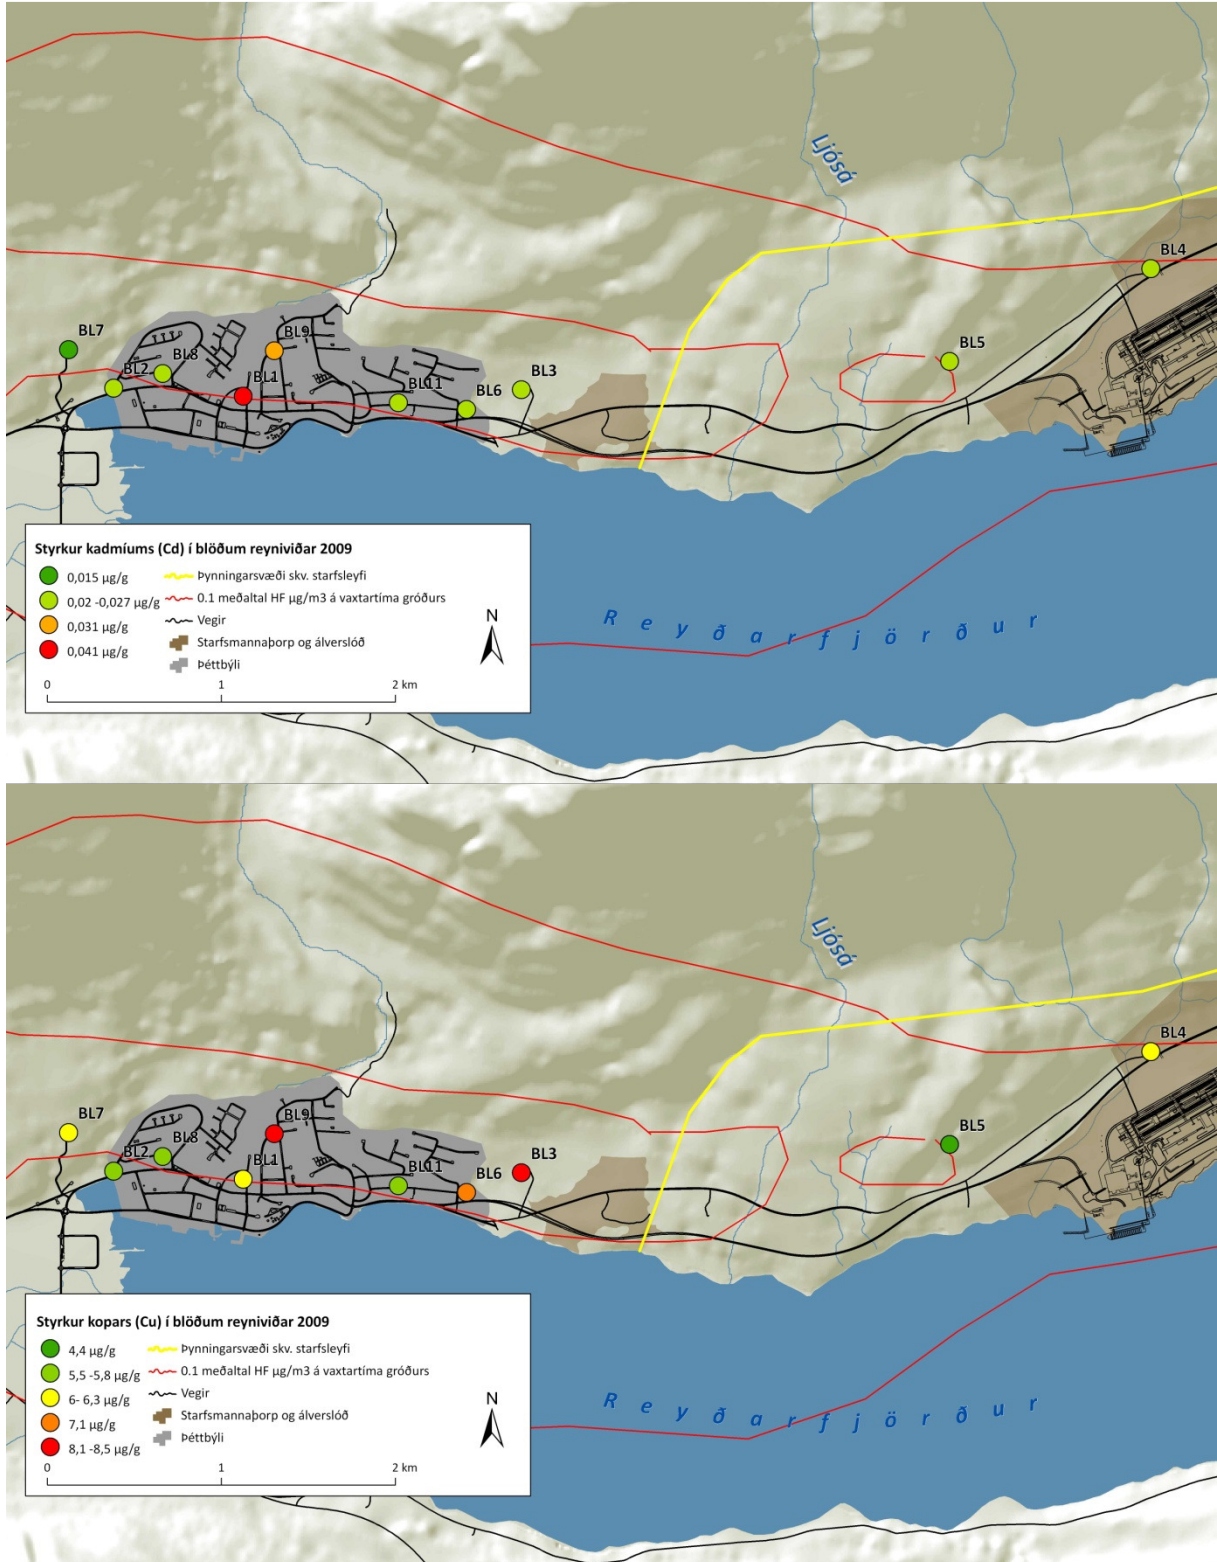 Ljósá
BL4
BL7
BL9
BL5
BL2
BL8
BL1
BL3
BL11
BL6
Styrkur kadmíums (Cd) í blöðum reyniviðar 2009
0,015 µg/g
0,02 -0,027 µg/g
0,031 µg/g
0,041 µg/g
Þynningarsvæði skv. starfsleyfi
0.1 meðaltal HF µg/m3 á vaxtartíma gróðurs
Vegir
Starfsmannaþorp og álverslóð
Þéttbýli
N
0 1 2 km
Reyðarfjörður
Ljósá
BL4
BL7
BL9
BL5
BL2
BL8
BL1
BL3
BL11
BL6
Styrkur kopars (Cu) í blöðum reyniviðar 2009
4,4 µg/g
5,5 -5,8 µg/g
6- 6,3 µg/g
7,1 µg/g
8,1 -8,5 µg/g
Þynningarsvæði skv. starfsleyfi
0.1 meðaltal HF µg/m3 á vaxtartíma gróðurs
Vegir
Starfsmannaþorp og álverslóð
Þéttbýli
N
0 1 2 km
Reyðarfjörður